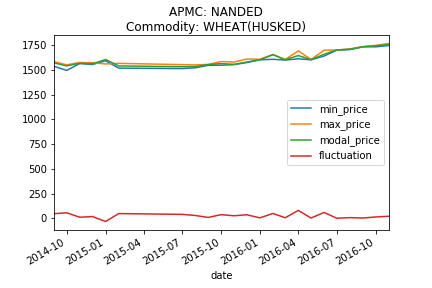 APMC: NANDED
Commodity: WHEAT(HUSKED)
1750
1500
1250
1000
750
500
250
0
min_price
max_price
modal_price
fluctuation
2014-10
2015-01
2015-04
2015-07
2015-10
2016-01
2016-04
2016-07
2016-10
date